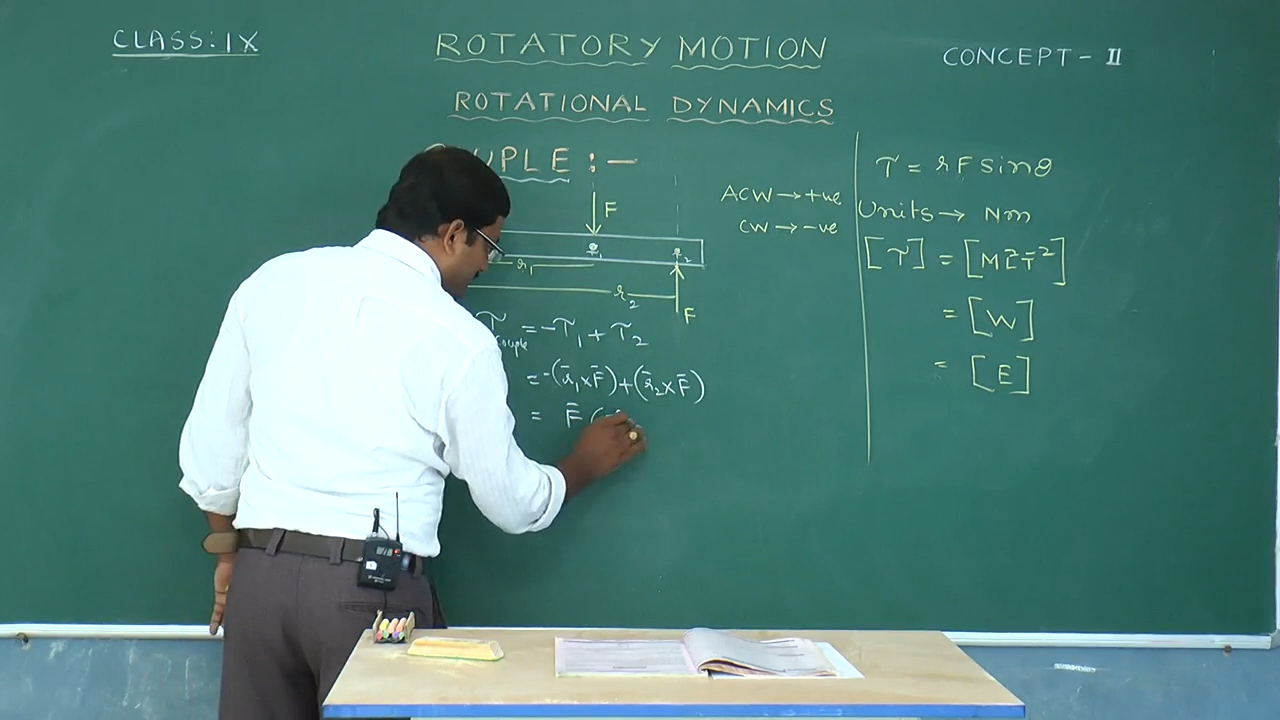 CLASS: IX
ROTATORY MOTION
CONCEPT - II
ROTATIONAL DYNAMICS
UPLE : —
F
r₁
r₂
F
τcouple = -τ₁ + τ₂
= -(r̄₁ × F̄) + (r̄₂ × F̄)
= F̄ (
ACW → +ve
CW → -ve
τ = r F Sinθ
Units → Nm
[τ] = [ML²T⁻²]
= [W]
= [E]